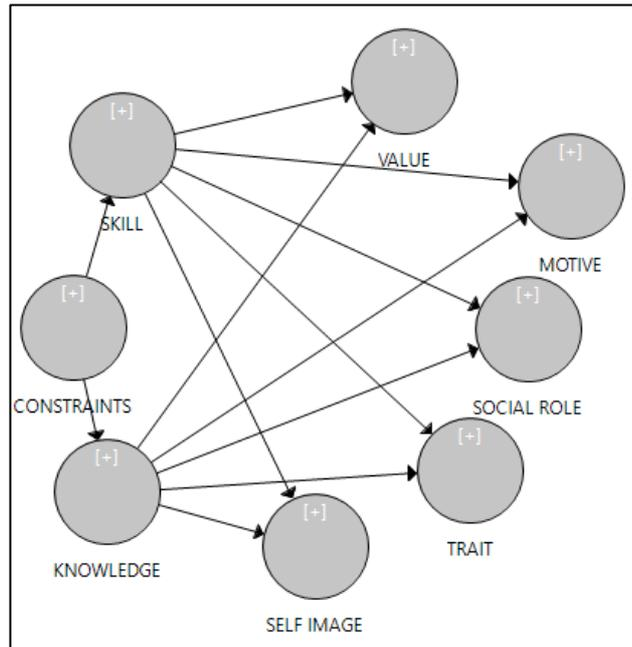 [+]
[+]
VALUE
[+]
SKILL
MOTIVE
[+]
[+]
CONSTRAINTS
SOCIAL ROLE
[+]
[+]
KNOWLEDGE
TRAIT
[+]
SELF IMAGE